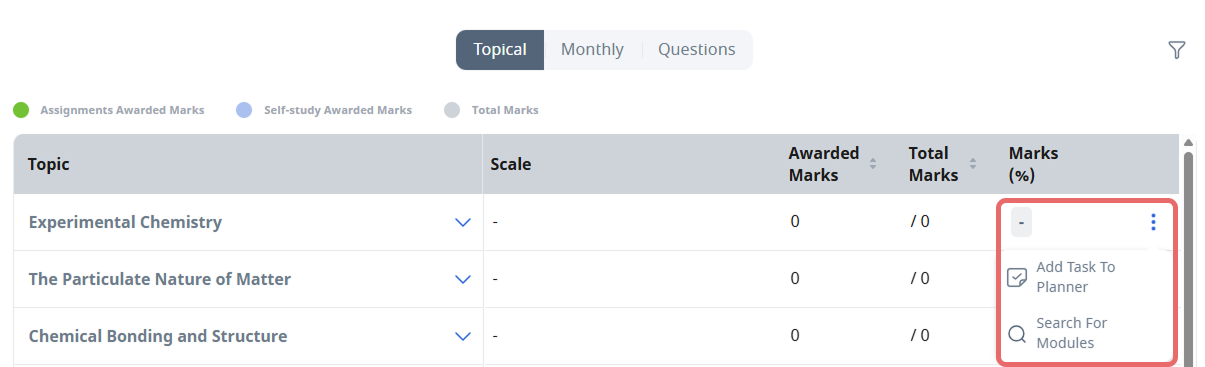 Topical Monthly Questions
Assignments Awarded Marks Self-study Awarded Marks Total Marks
Topic Scale Awarded Marks Total Marks Marks (%)
Experimental Chemistry - 0 / 0 -
Add Task To
Planner
The Particulate Nature of Matter - 0 / 0
Search For
Modules
Chemical Bonding and Structure - 0 / 0